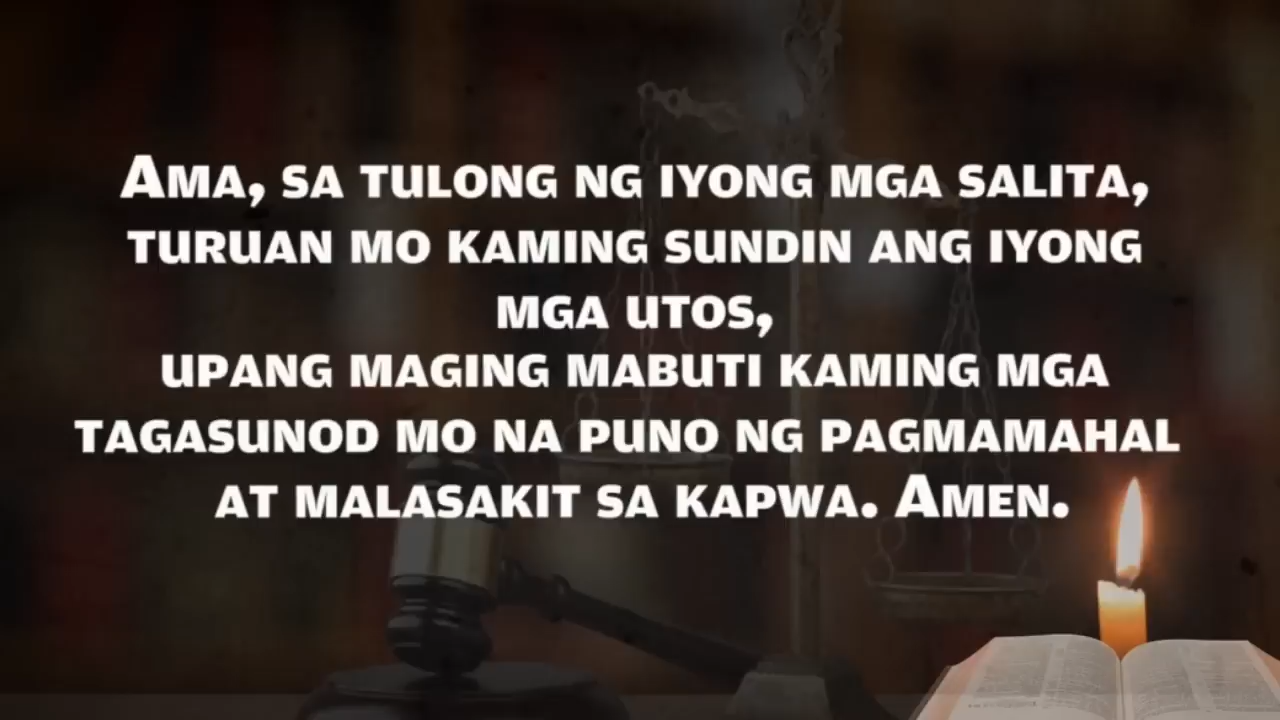 Ama, sa tulong ng iyong mga salita,
turuan mo kaming sundin ang iyong
mga utos,
upang maging mabuti kaming mga
tagasunod mo na puno ng pagmamahal
at malasakit sa kapwa. Amen.